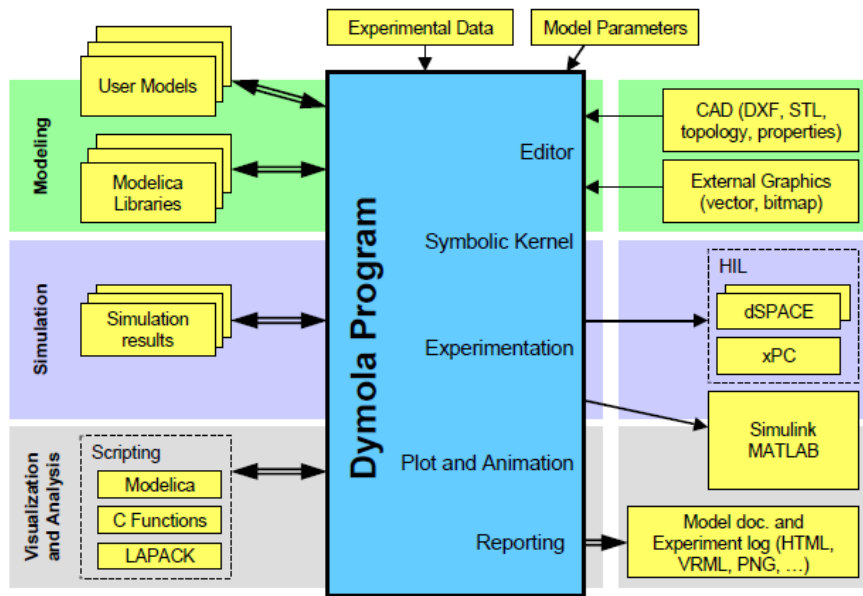 Experimental Data
Model Parameters
User Models
Modelica
Libraries
Modeling
Editor
CAD (DXF, STL,
topology, properties)
External Graphics
(vector, bitmap)
Symbolic Kernel
Simulation
Simulation
results
Dymola Program
Experimentation
HIL
dSPACE
xPC
Simulink
MATLAB
Visualization
and Analysis
Scripting
Modelica
C Functions
LAPACK
Plot and Animation
Reporting
Model doc. and
Experiment log (HTML,
VRML, PNG, ...)